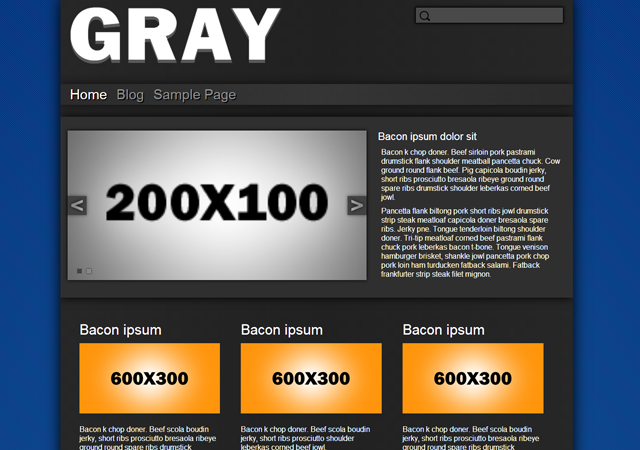 GRAY
Home Blog Sample Page
< 200X100 >
Bacon ipsum dolor sit
Bacon k chop doner. Beef sirloin pork pastrami
drumstick flank shoulder meatball pancetta chuck. Cow
ground round flank beef. Pig capicola boudin jerky,
short ribs prosciutto bresaola ribeye ground round
spare ribs drumstick shoulder leberkas corned beef
jowl.
Pancetta flank biltong pork short ribs jowl drumstick
strip steak meatloaf capicola doner bresaola spare
ribs. Jerky pne. Tongue tenderloin biltong shoulder
doner. Tri-tip meatloaf corned beef pastrami flank
chuck pork leberkas bacon t-bone. Tongue venison
hamburger brisket, shankle jowl pancetta pork chop
pork loin ham turducken fatback salami. Fatback
frankfurter strip steak filet mignon.
Bacon ipsum
600X300
Bacon k chop doner. Beef scola boudin
jerky, short ribs prosciutto bresaola ribeye
ground round spare ribs drumstick
Bacon ipsum
600X300
Bacon k chop doner. Beef scola boudin
jerky, short ribs prosciutto shoulder
leberkas corned beef jowl.
Bacon ipsum
600X300
Bacon k chop doner. Beef scola boudin
jerky, short ribs prosciutto bresaola ribeye
ground round spare ribs drumstick